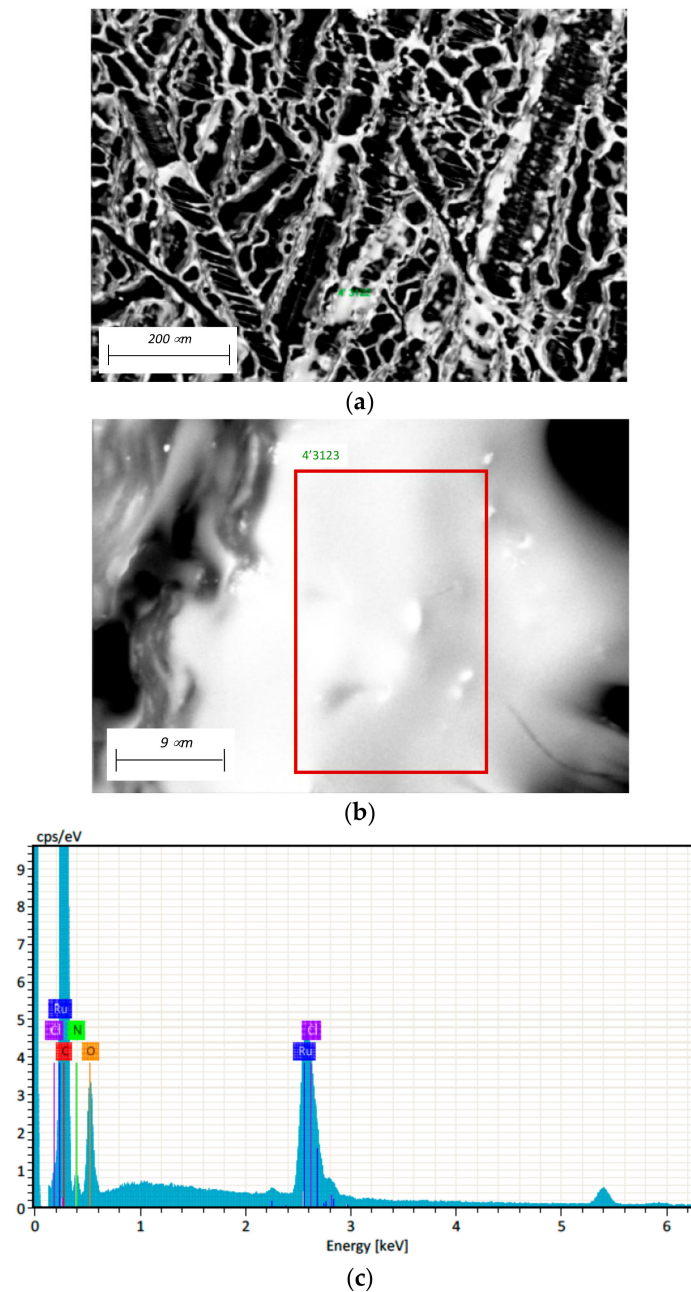 200 ∝m
(a)
4'3123
9 ∝m
(b)
cps/eV
9
8
7
6
5
4
3
2
1
0
Ru
Cl N
C O
Cl
Ru
0 1 2 3 4 5 6
Energy [keV]
(c)